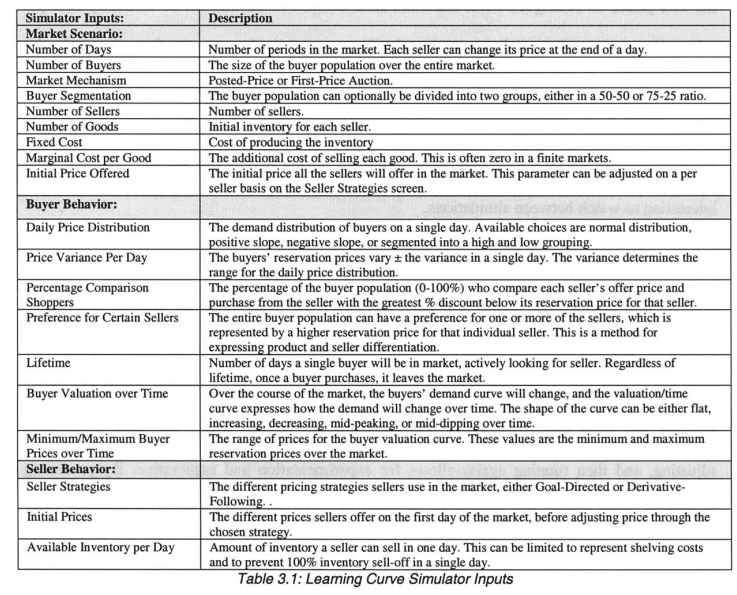 Simulator Inputs: Description
Market Scenario:
Number of Days Number of periods in the market. Each seller can change its price at the end of a day.
Number of Buyers The size of the buyer population over the entire market.
Market Mechanism Posted-Price or First-Price Auction.
Buyer Segmentation The buyer population can optionally be divided into two groups, either in a 50-50 or 75-25 ratio.
Number of Sellers Number of sellers.
Number of Goods Initial inventory for each seller.
Fixed Cost Cost of producing the inventory
Marginal Cost per Good The additional cost of selling each good. This is often zero in a finite markets.
Initial Price Offered The initial price all the sellers will offer in the market. This parameter can be adjusted on a per
seller basis on the Seller Strategies screen.
Buyer Behavior:
Daily Price Distribution The demand distribution of buyers on a single day. Available choices are normal distribution,
positive slope, negative slope, or segmented into a high and low grouping.
Price Variance Per Day The buyers' reservation prices vary ± the variance in a single day. The variance determines the
range for the daily price distribution.
Percentage Comparison The percentage of the buyer population (0-100%) who compare each seller's offer price and
Shoppers purchase from the seller with the greatest % discount below its reservation price for that seller.
Preference for Certain Sellers The entire buyer population can have a preference for one or more of the sellers, which is
represented by a higher reservation price for that individual seller. This is a method for
expressing product and seller differentiation.
Lifetime Number of days a single buyer will be in market, actively looking for seller. Regardless of
lifetime, once a buyer purchases, it leaves the market.
Buyer Valuation over Time Over the course of the market, the buyers' demand curve will change, and the valuation/time
curve expresses how the demand will change over time. The shape of the curve can be either flat,
increasing, decreasing, mid-peaking, or mid-dipping over time.
Minimum/Maximum Buyer The range of prices for the buyer valuation curve. These values are the minimum and maximum
Prices over Time reservation prices over the market.
Seller Behavior:
Seller Strategies The different pricing strategies sellers use in the market, either Goal-Directed or Derivative-
Following. .
Initial Prices The different prices sellers offer on the first day of the market, before adjusting price through the
chosen strategy.
Available Inventory per Day Amount of inventory a seller can sell in one day. This can be limited to represent shelving costs
and to prevent 100% inventory sell-off in a single day.
Table 3.1: Learning Curve Simulator Inputs